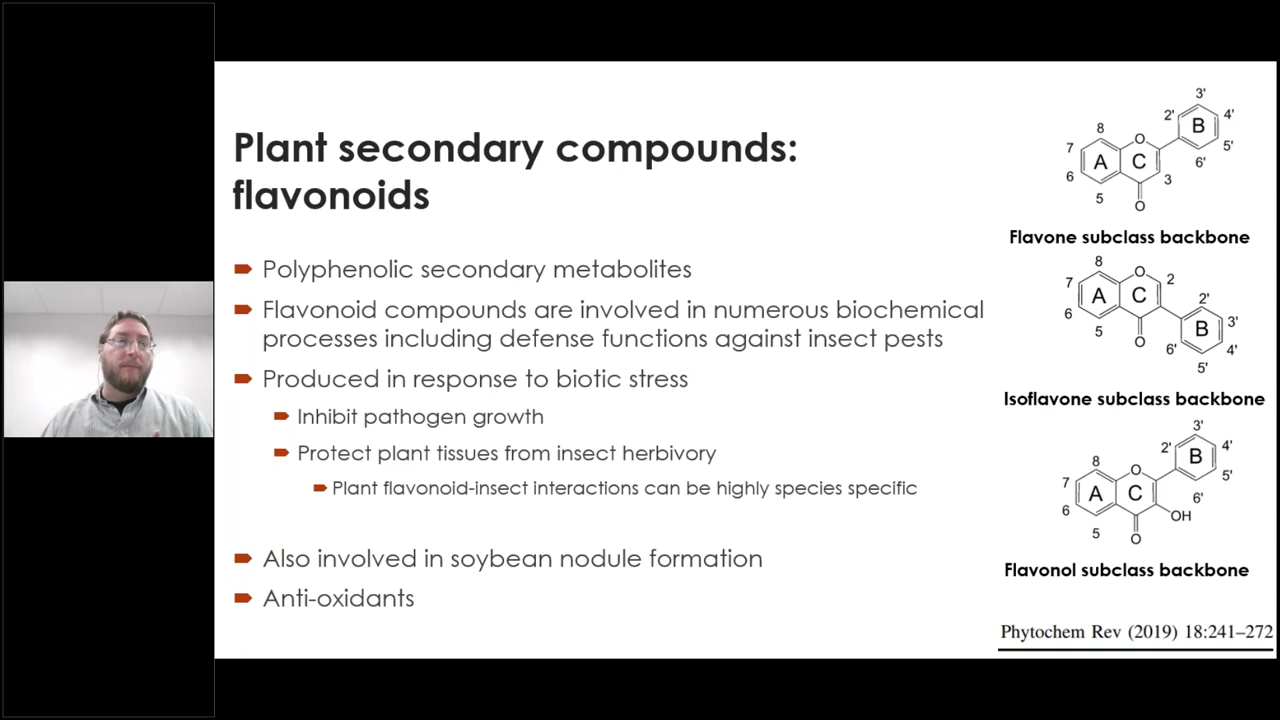 Plant secondary compounds:
flavonoids
Polyphenolic secondary metabolites
Flavonoid compounds are involved in numerous biochemical
processes including defense functions against insect pests
Produced in response to biotic stress
Inhibit pathogen growth
Protect plant tissues from insect herbivory
Plant flavonoid-insect interactions can be highly species specific
Also involved in soybean nodule formation
Anti-oxidants
3'
2' 4'
8 O B
7 5'
A C 6'
6 3
5 O
Flavone subclass backbone
8 O 2
7
A C 2'
6 B 3'
5 O 6' 4'
5'
Isoflavone subclass backbone
3'
2' 4'
8 O B
7 5'
A C 6'
6 OH
5 O
Flavonol subclass backbone
Phytochem Rev (2019) 18:241–272